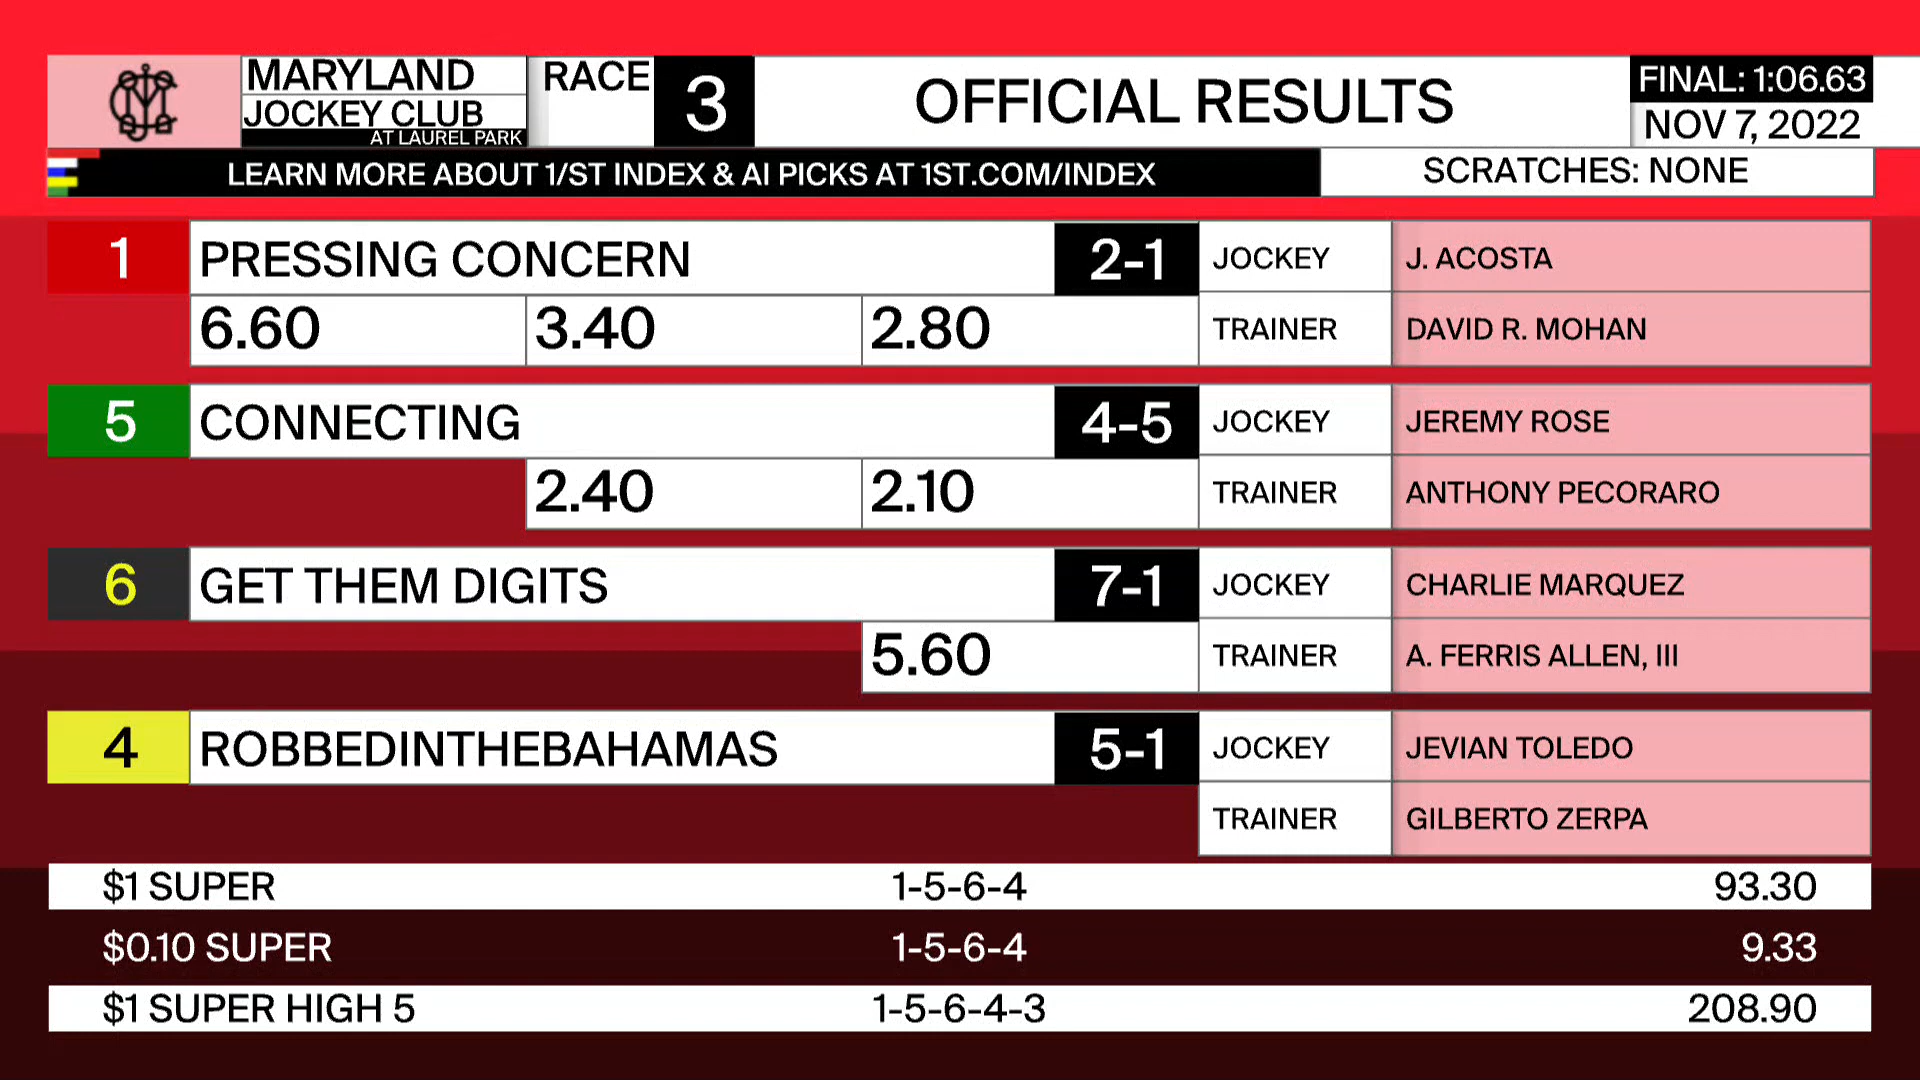 MARYLAND
JOCKEY CLUB
AT LAUREL PARK
RACE 3
OFFICIAL RESULTS
FINAL: 1:06.63
NOV 7, 2022
LEARN MORE ABOUT 1/ST INDEX & AI PICKS AT 1ST.COM/INDEX
SCRATCHES: NONE
1 PRESSING CONCERN 2-1 JOCKEY J. ACOSTA
6.60 3.40 2.80 TRAINER DAVID R. MOHAN
5 CONNECTING 4-5 JOCKEY JEREMY ROSE
2.40 2.10 TRAINER ANTHONY PECORARO
6 GET THEM DIGITS 7-1 JOCKEY CHARLIE MARQUEZ
5.60 TRAINER A. FERRIS ALLEN, III
4 ROBBEDINTHEBAHAMAS 5-1 JOCKEY JEVIAN TOLEDO
TRAINER GILBERTO ZERPA
$1 SUPER 1-5-6-4 93.30
$0.10 SUPER 1-5-6-4 9.33
$1 SUPER HIGH 5 1-5-6-4-3 208.90